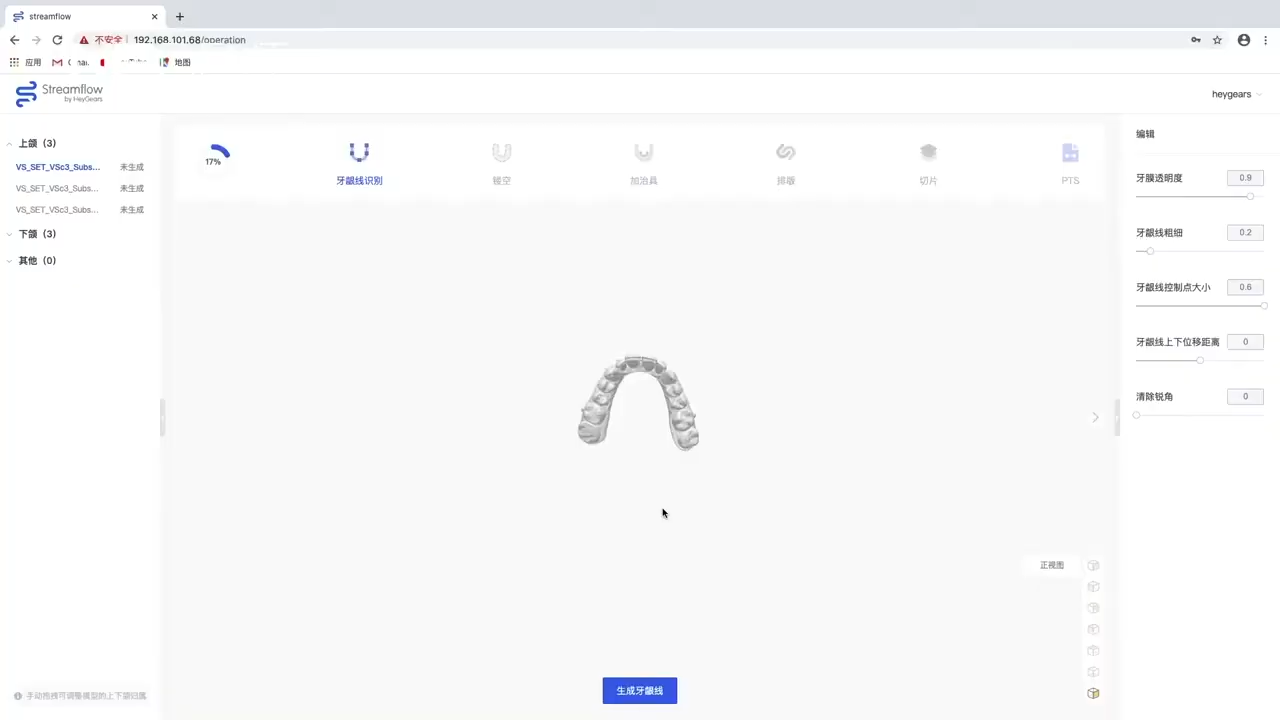 streamflow
不安全
192.168.101.68/operation
应用
地图
Streamflow
by HeyGears
heygears
上颌（3）
VS_SET_VSc3_Subs... 未生成
VS_SET_VSc3_Subs... 未生成
VS_SET_VSc3_Subs... 未生成
下颌（3）
其他（0）
17%
牙龈线识别
镂空
加治具
排版
切片
PTS
编辑
牙膜透明度 0.9
牙龈线粗细 0.2
牙龈线控制点大小 0.6
牙龈线上下位移距离 0
清除锐角 0
正视图
生成牙龈线
手动拖拽可调整模型的上下颌归属